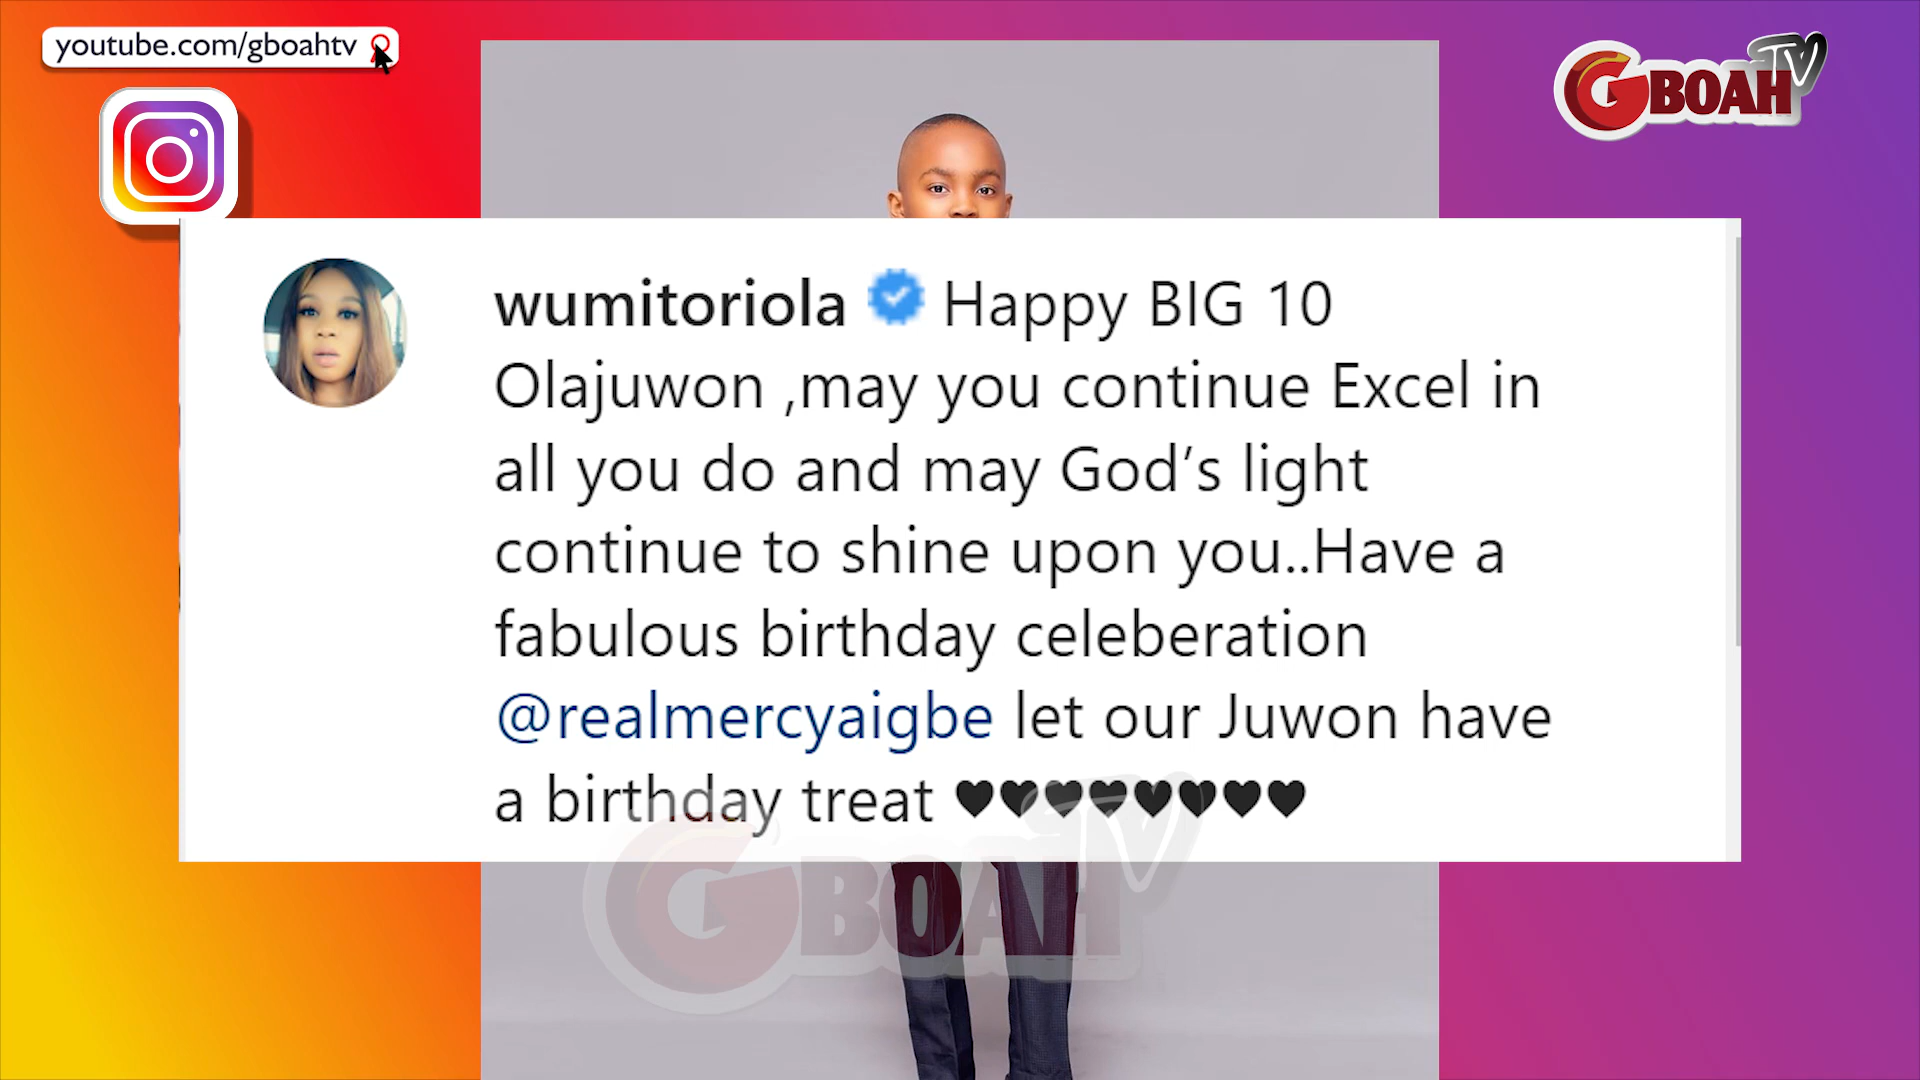 youtube.com/gboahtv
GBOAH TV
wumitoriola Happy BIG 10
Olajuwon ,may you continue Excel in
all you do and may God’s light
continue to shine upon you..Have a
fabulous birthday celeberation
@realmercyaigbe let our Juwon have
a birthday treat ♥♥♥♥♥♥♥♥
GBOAH TV